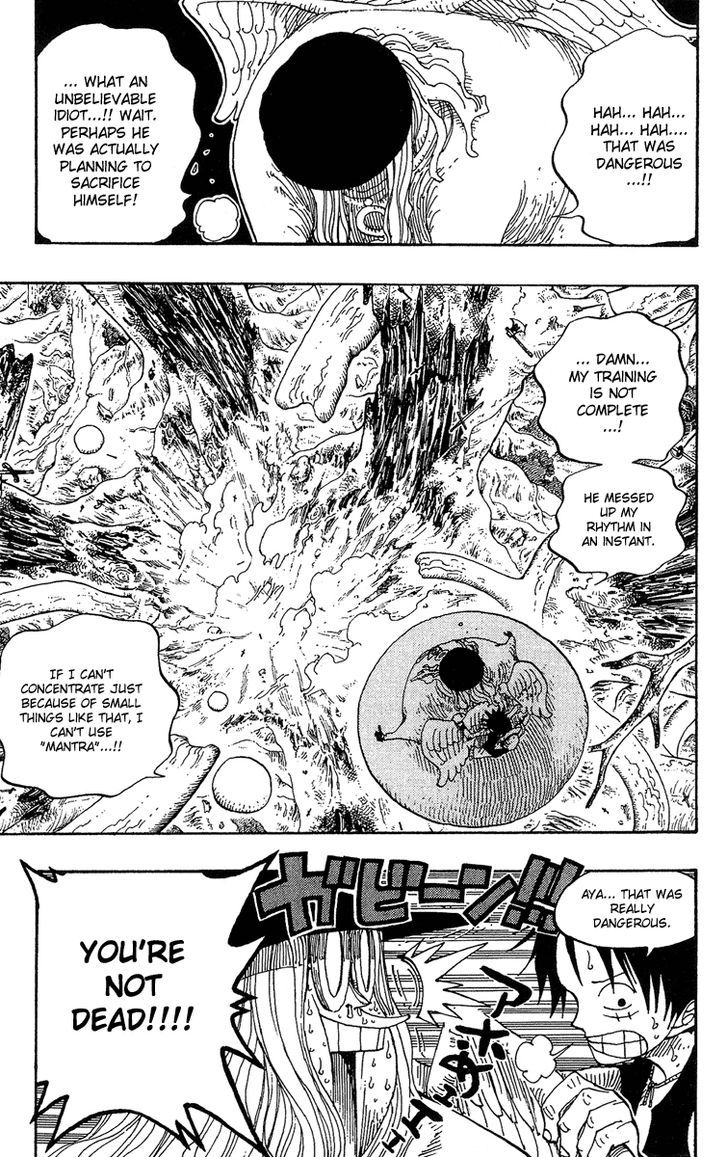 HAH... HAH...
HAH... HAH....
THAT WAS
DANGEROUS
...!!
... WHAT AN
UNBELIEVABLE
IDIOT...!! WAIT.
PERHAPS HE
WAS ACTUALLY
PLANNING TO
SACRIFICE
HIMSELF!
... DAMN...
MY TRAINING
IS NOT
COMPLETE
...!
HE MESSED
UP MY
RHYTHM IN
AN INSTANT.
IF I CAN'T
CONCENTRATE JUST
BECAUSE OF SMALL
THINGS LIKE THAT, I
CAN'T USE
"MANTRA"...!!
AYA... THAT WAS
REALLY
DANGEROUS.
ガビーン!!!
YOU'RE
NOT
DEAD!!!!